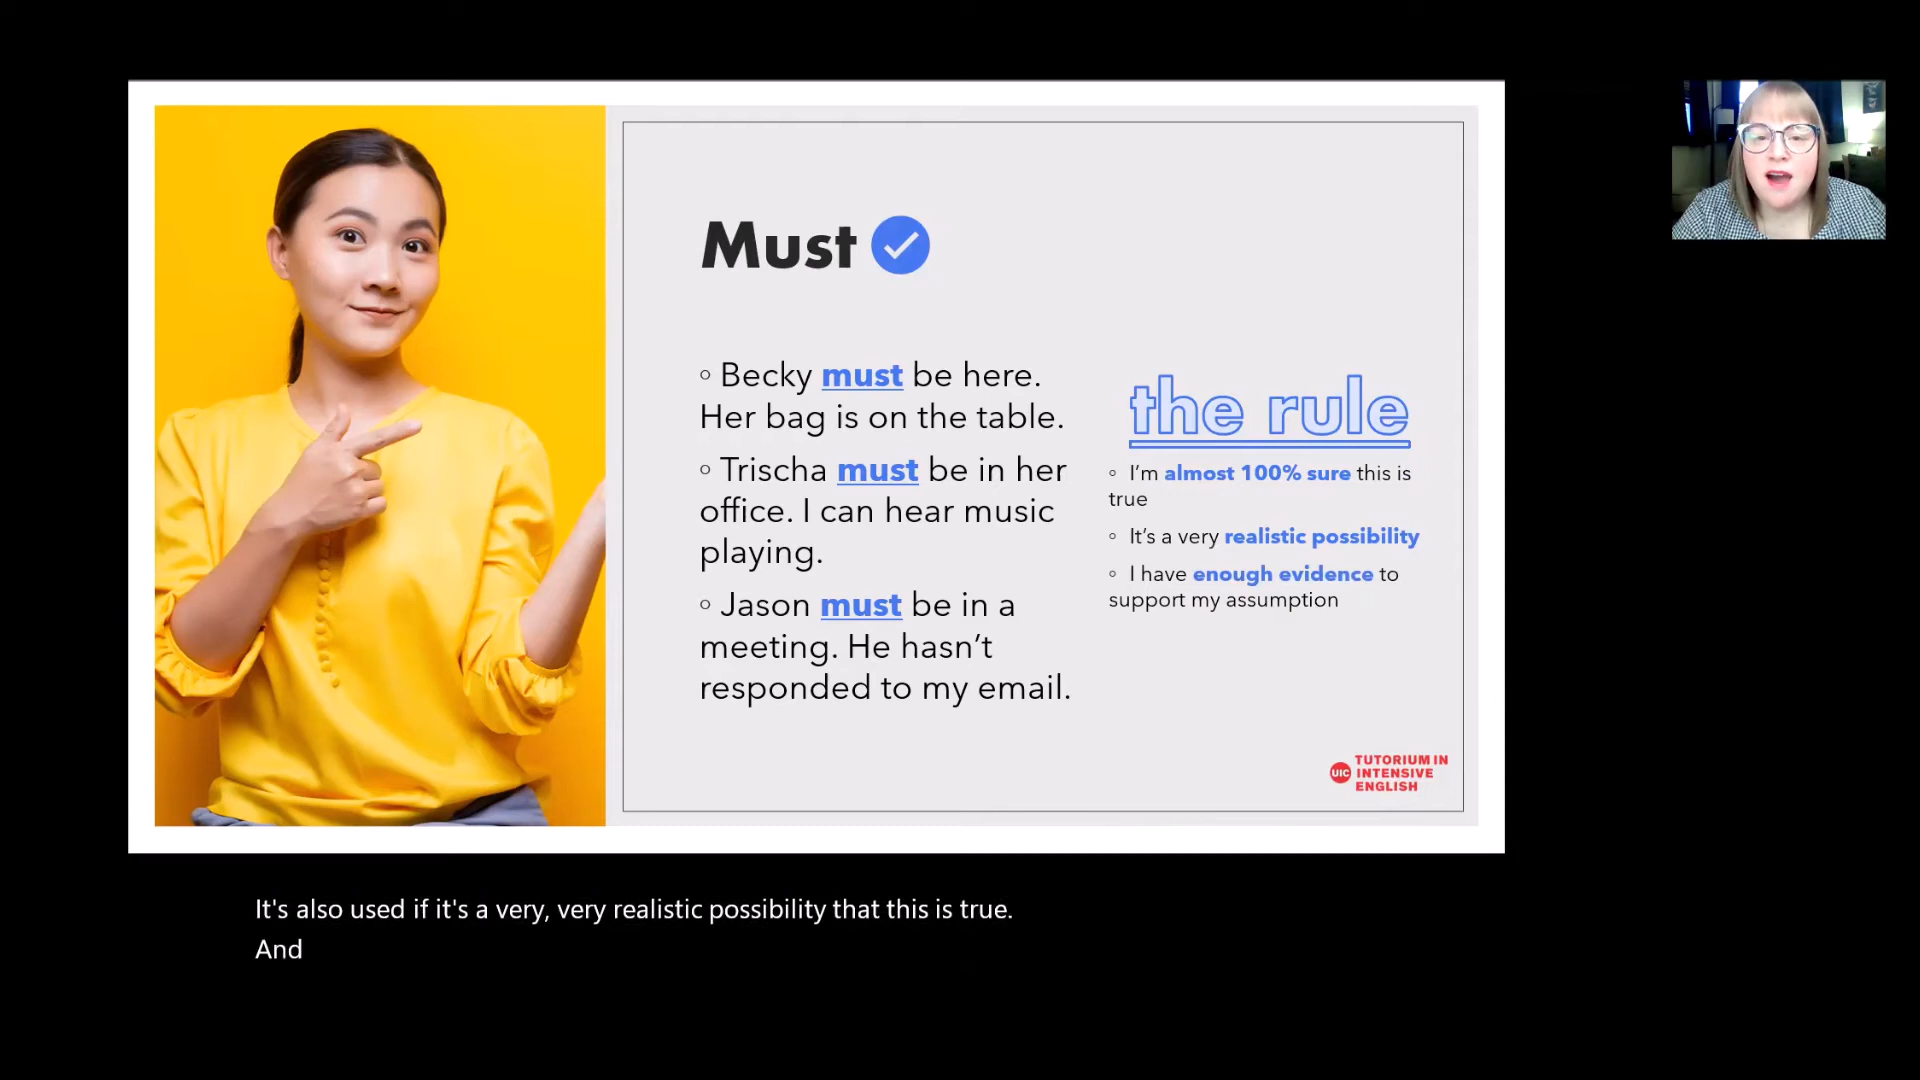 Must
◦ Becky must be here.
Her bag is on the table.
◦ Trischa must be in her
office. I can hear music
playing.
◦ Jason must be in a
meeting. He hasn’t
responded to my email.
the rule
◦ I’m almost 100% sure this is
true
◦ It’s a very realistic possibility
◦ I have enough evidence to
support my assumption
UIC
TUTORIUM IN
INTENSIVE
ENGLISH
It's also used if it's a very, very realistic possibility that this is true.
And